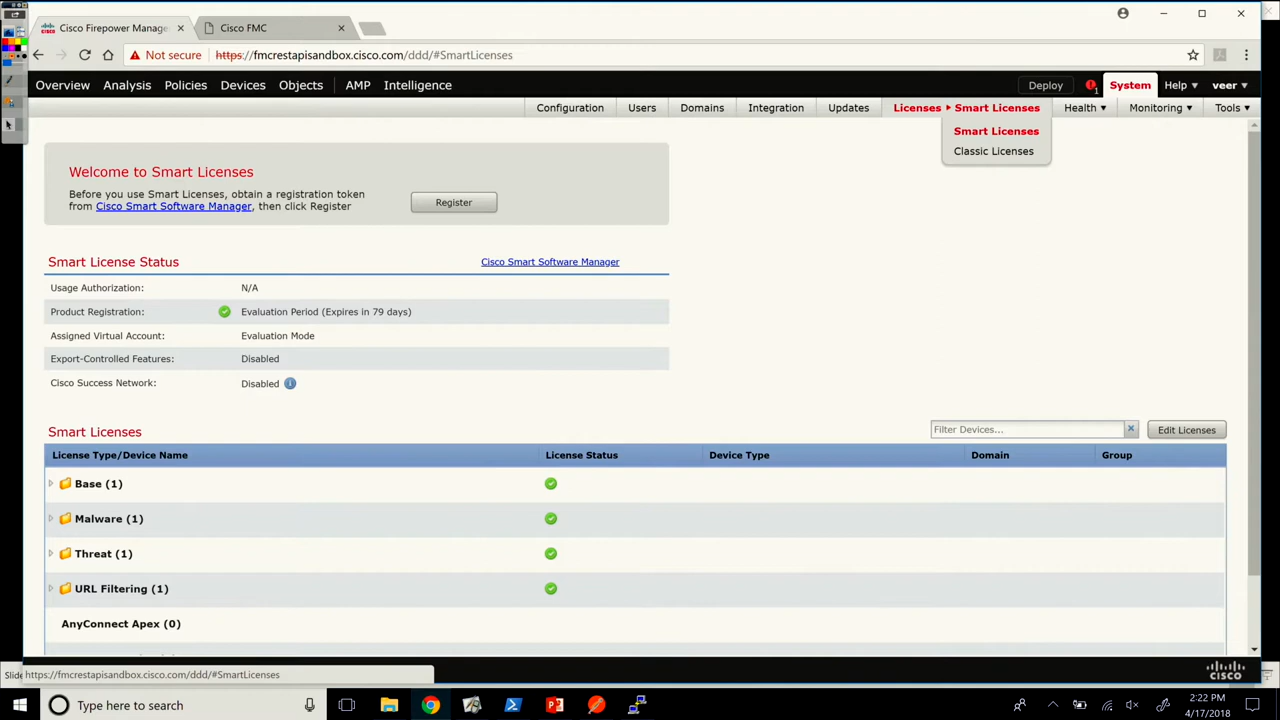 Cisco Firepower Manage
Cisco FMC
Not secure https://fmcrestapisandbox.cisco.com/ddd/#SmartLicenses
Overview Analysis Policies Devices Objects AMP Intelligence Deploy 1 System Help veer
Configuration Users Domains Integration Updates Licenses Smart Licenses Health Monitoring Tools
Smart Licenses
Classic Licenses
Welcome to Smart Licenses
Before you use Smart Licenses, obtain a registration token
from Cisco Smart Software Manager, then click Register
Register
Smart License Status Cisco Smart Software Manager
Usage Authorization: N/A
Product Registration: Evaluation Period (Expires in 79 days)
Assigned Virtual Account: Evaluation Mode
Export-Controlled Features: Disabled
Cisco Success Network: Disabled
Smart Licenses Filter Devices... Edit Licenses
License Type/Device Name License Status Device Type Domain Group
Base (1)
Malware (1)
Threat (1)
URL Filtering (1)
AnyConnect Apex (0)
Slide https://fmcrestapisandbox.cisco.com/ddd/#SmartLicenses
cisco
Type here to search
2:22 PM
4/17/2018